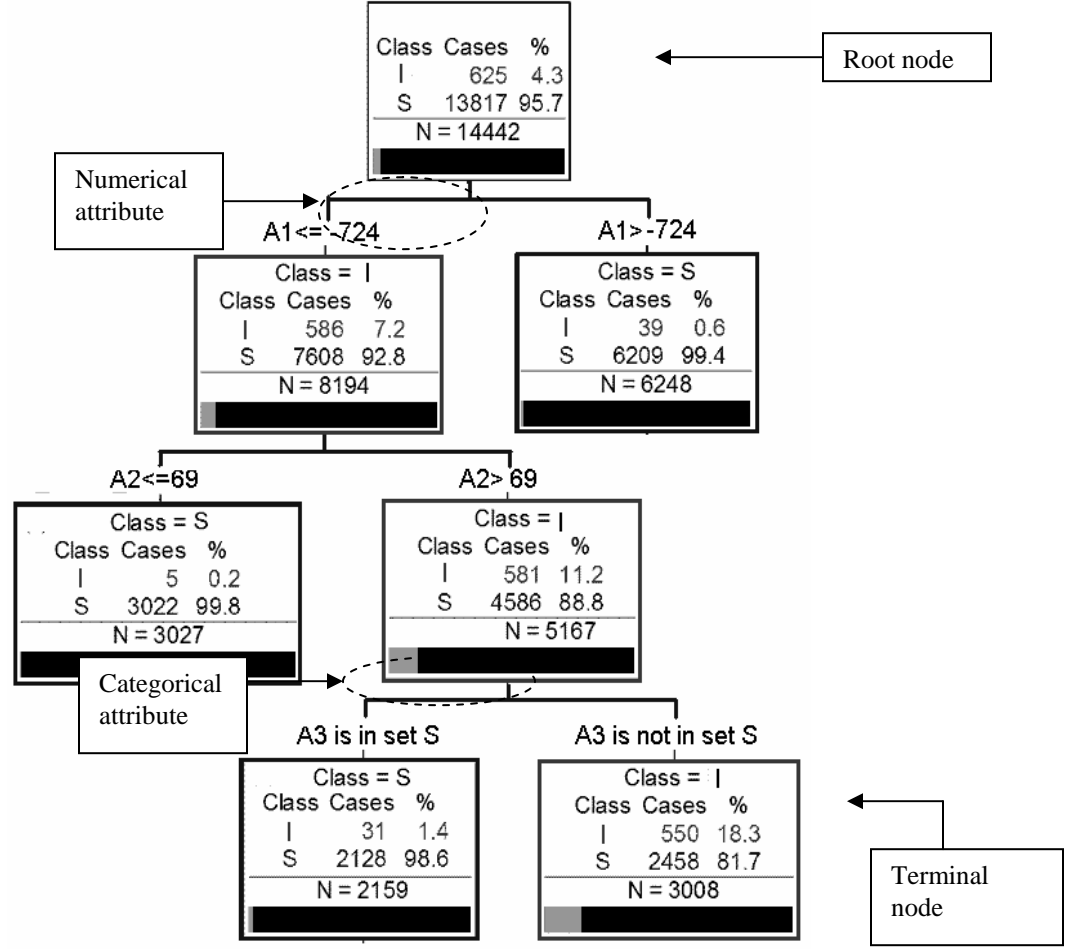 Class Cases %
I 625 4.3
S 13817 95.7
N = 14442
Root node
Numerical
attribute
A1<= -724
A1> -724
Class = I
Class Cases %
I 586 7.2
S 7608 92.8
N = 8194
Class = S
Class Cases %
I 39 0.6
S 6209 99.4
N = 6248
A2<=69
A2> 69
Class = S
Class Cases %
I 5 0.2
S 3022 99.8
N = 3027
Class = I
Class Cases %
I 581 11.2
S 4586 88.8
N = 5167
Categorical
attribute
A3 is in set S
A3 is not in set S
Class = S
Class Cases %
I 31 1.4
S 2128 98.6
N = 2159
Class = I
Class Cases %
I 550 18.3
S 2458 81.7
N = 3008
Terminal
node